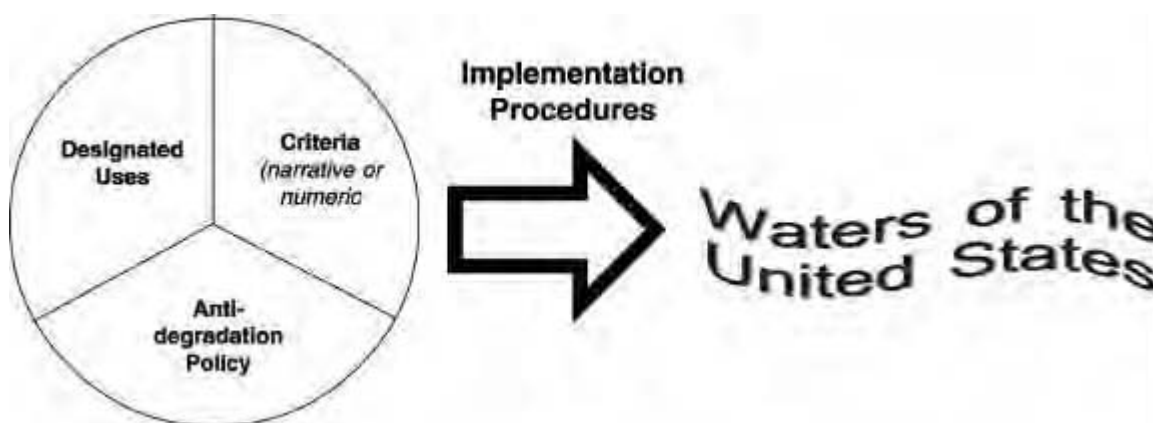 Designated
Uses
Criteria
(narrative or
numeric
Anti-
degradation
Policy
Implementation
Procedures
Waters of the
United States